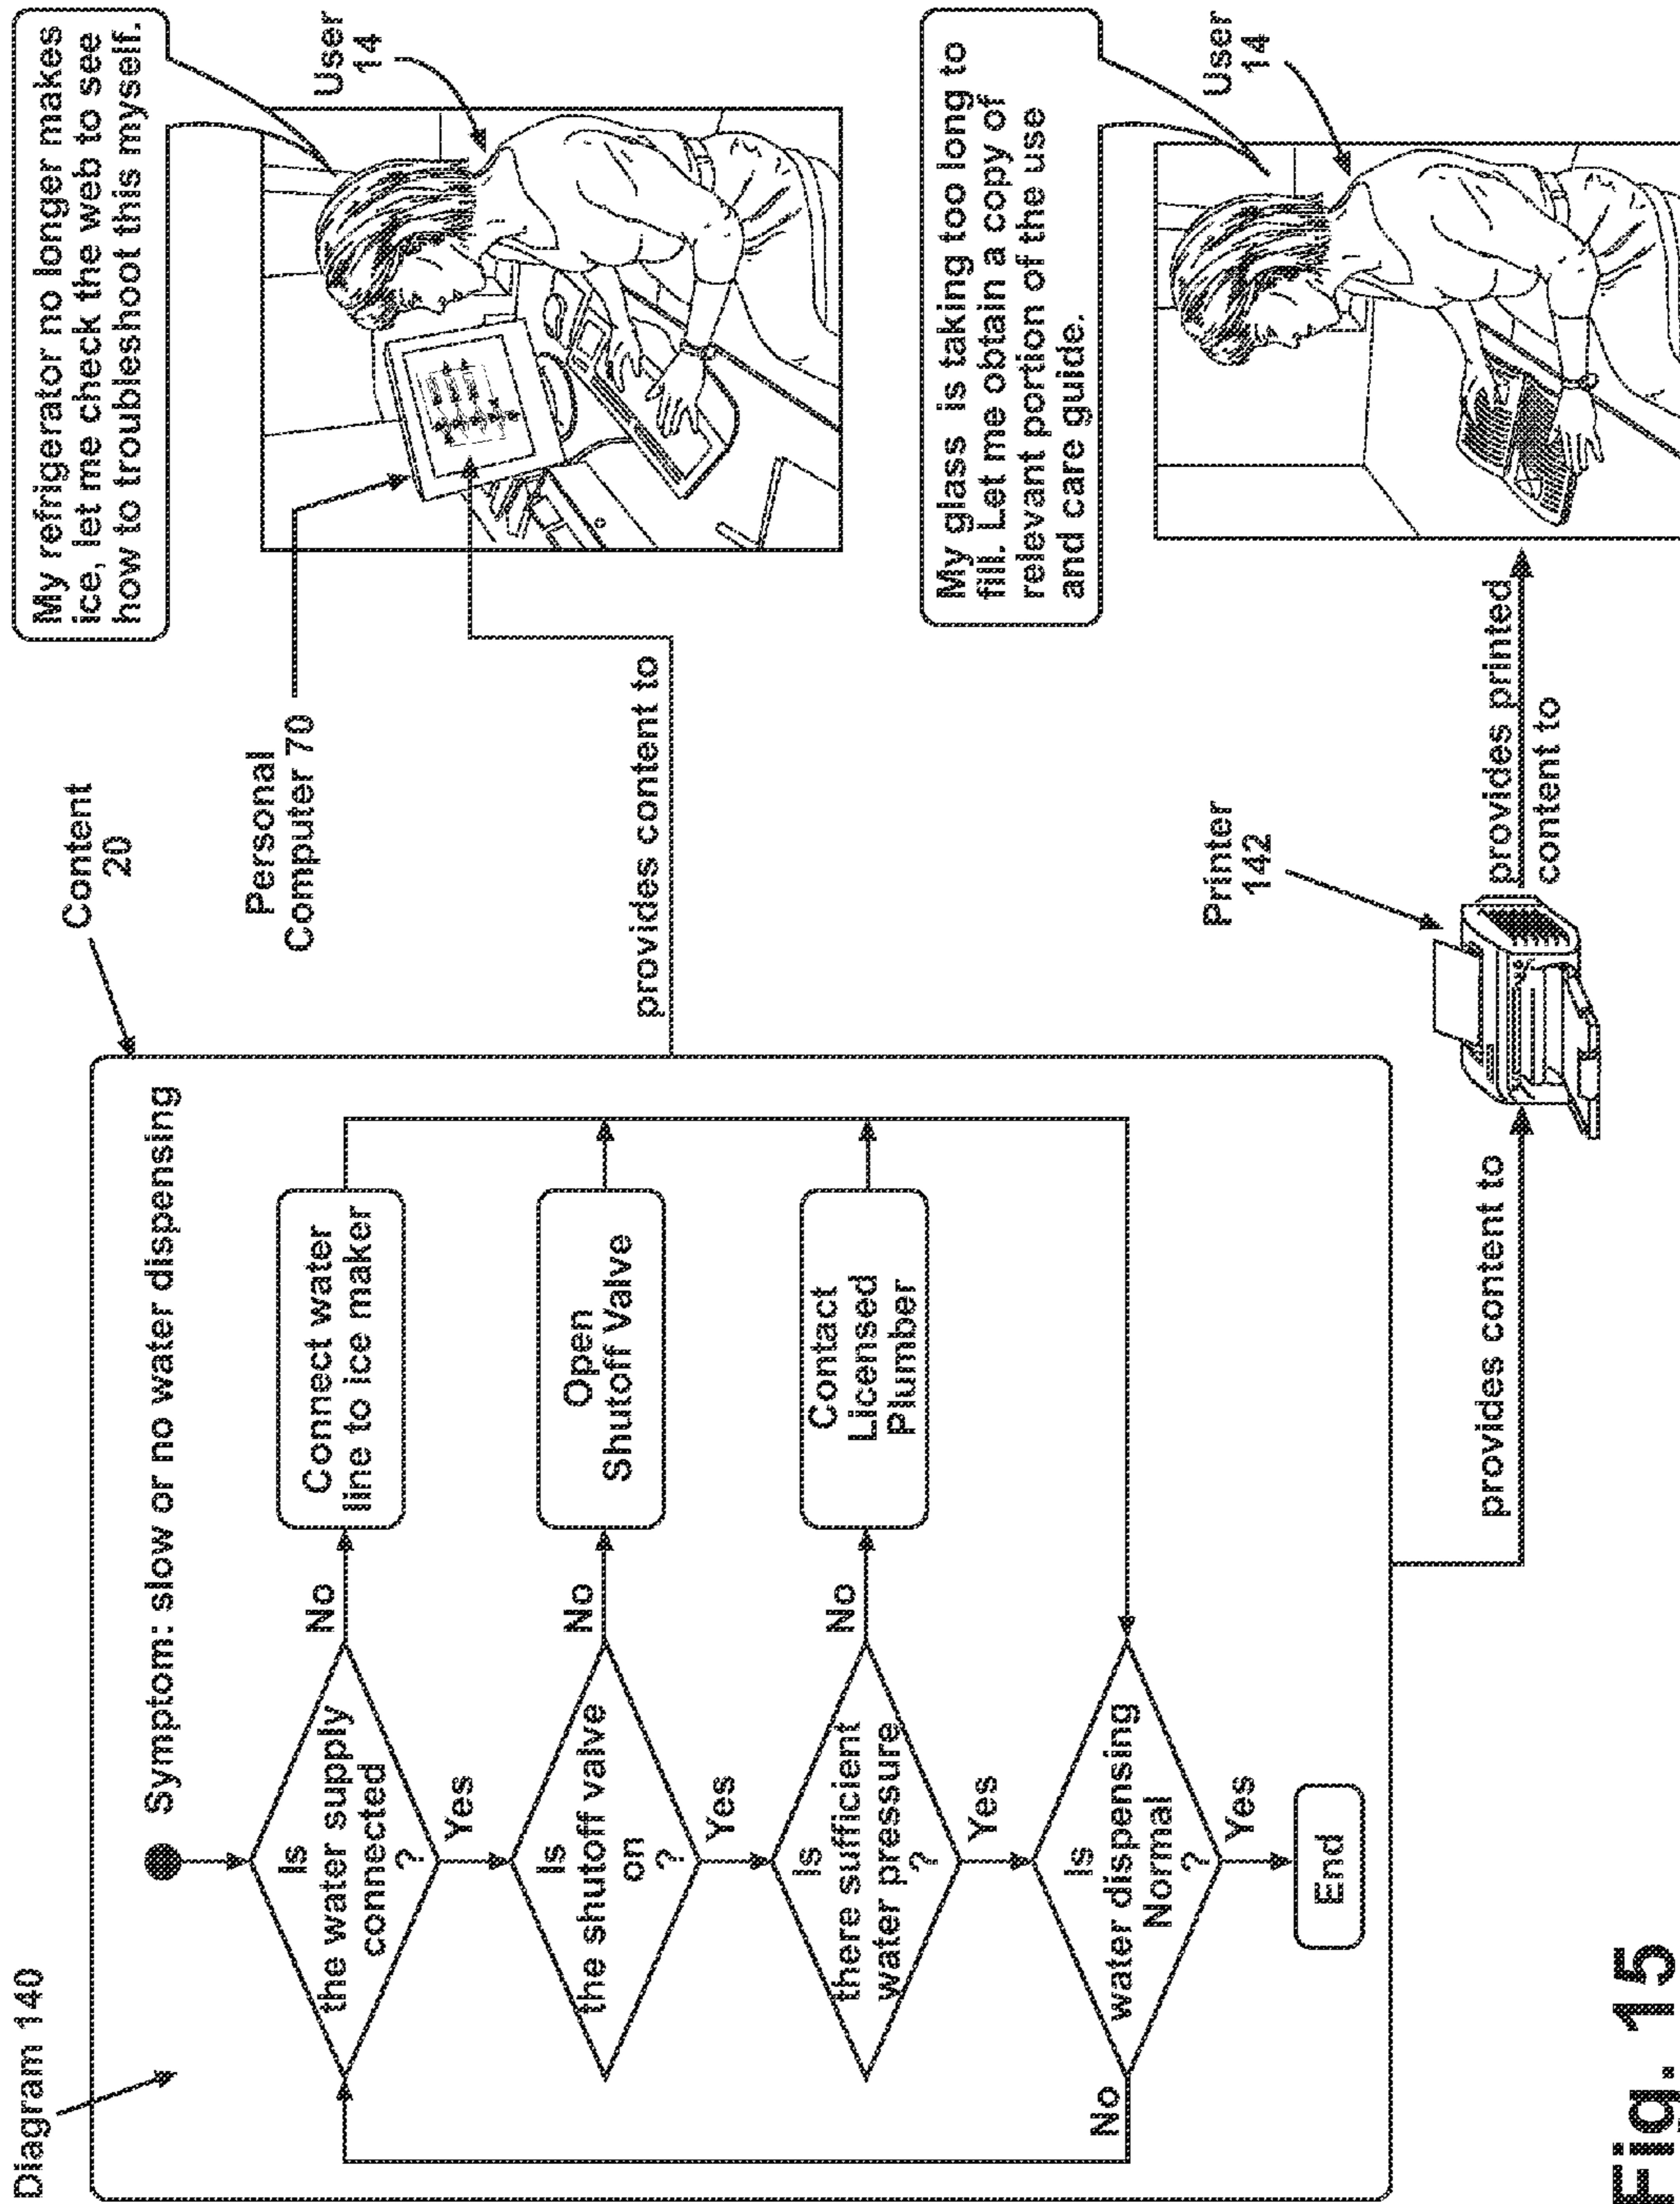 Diagram 140
Content
20
Symptom: slow or no water dispensing
Is
the water supply
connected
?
No
Connect water
line to ice maker
Yes
Is
the shutoff valve
on
?
No
Open
Shutoff Valve
Yes
Is
there sufficient
water pressure
?
No
Contact
Licensed
Plumber
Yes
Is
water dispensing
Normal
?
No
Yes
End
My refrigerator no longer makes
ice, let me check the web to see
how to troubleshoot this myself.
Personal
Computer 70
User
14
provides content to
My glass is taking too long to
fill. Let me obtain a copy of
relevant portion of the use
and care guide.
User
14
Printer
142
provides content to
provides printed
content to
Fig. 15